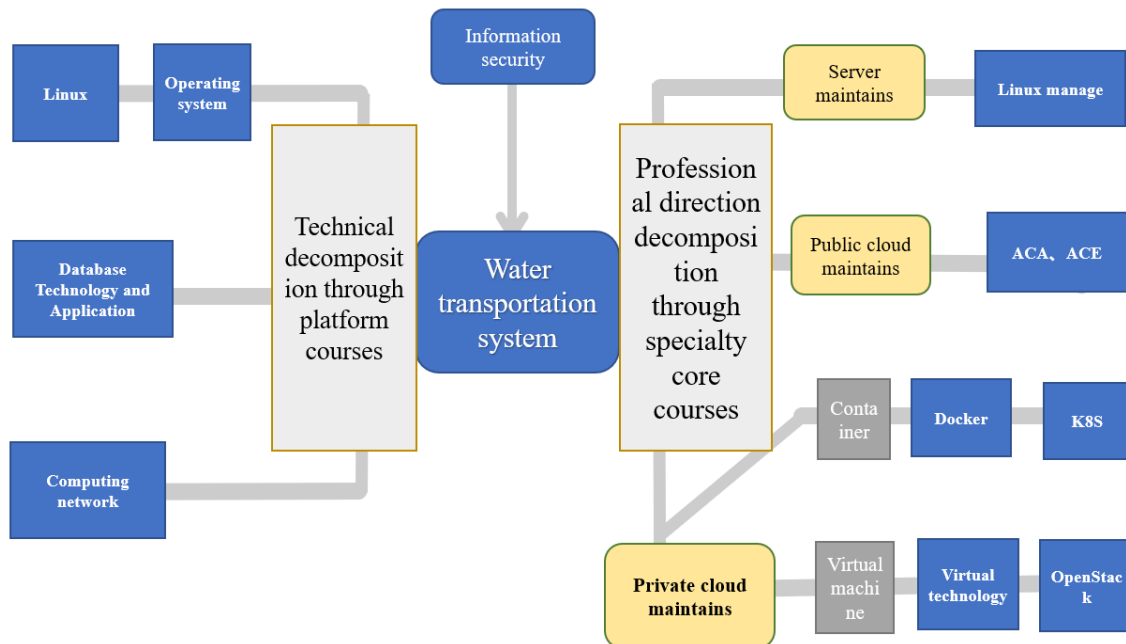 Information
security
Linux
Operating
system
Server
maintains
Linux manage
Technical
decomposit
ion through
platform
courses
Water
transportation
system
Profession
al direction
decomposi
tion
through
specialty
core
courses
Database
Technology and
Application
Public cloud
maintains
ACA、ACE
Computing
network
Conta
iner
Docker
K8S
Private cloud
maintains
Virtual
machi
ne
Virtual
technology
OpenStac
k